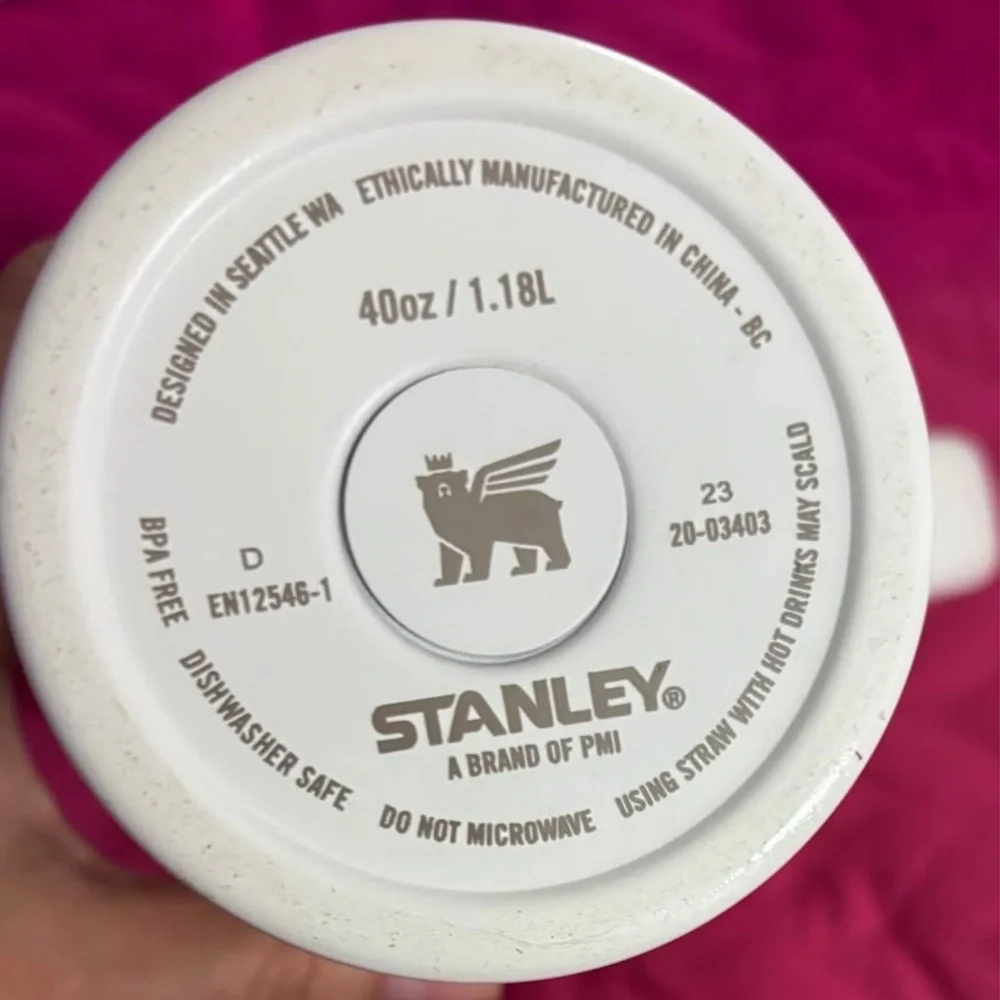 DESIGNED IN SEATTLE WA
ETHICALLY MANUFACTURED IN CHINA - BC
40oz / 1.18L
23
20-03403
D
EN12546-1
STANLEY®
A BRAND OF PMI
BPA FREE
DISHWASHER SAFE
DO NOT MICROWAVE
USING STRAW WITH HOT DRINKS MAY SCALD